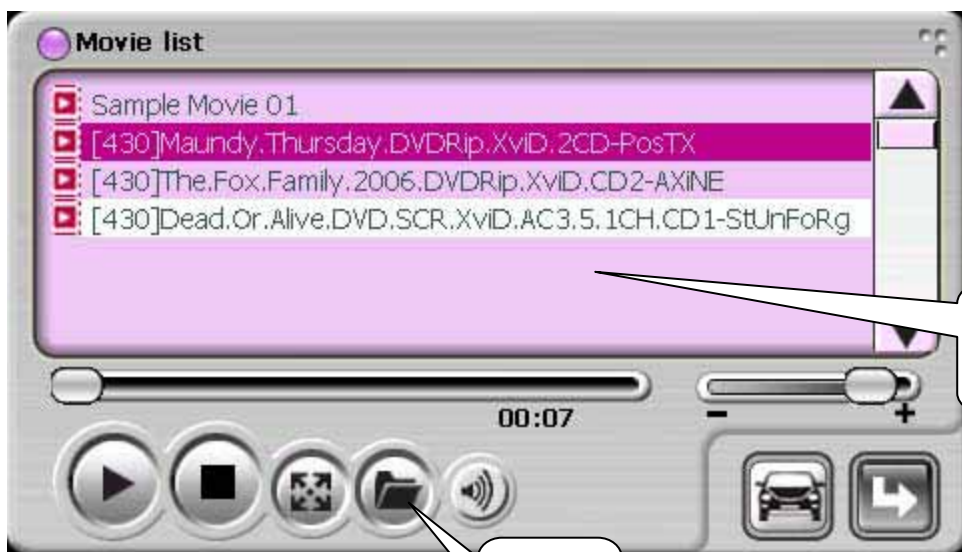 Movie list
Sample Movie 01
[430]Maundy.Thursday.DVDRip.XviD.2CD-PosTX
[430]The.Fox.Family.2006.DVDRip.XviD.CD2-AXiNE
[430]Dead.Or.Alive.DVD.SCR.XviD.AC3.5.1CH.CD1-StUnFoRg
00:07
- +